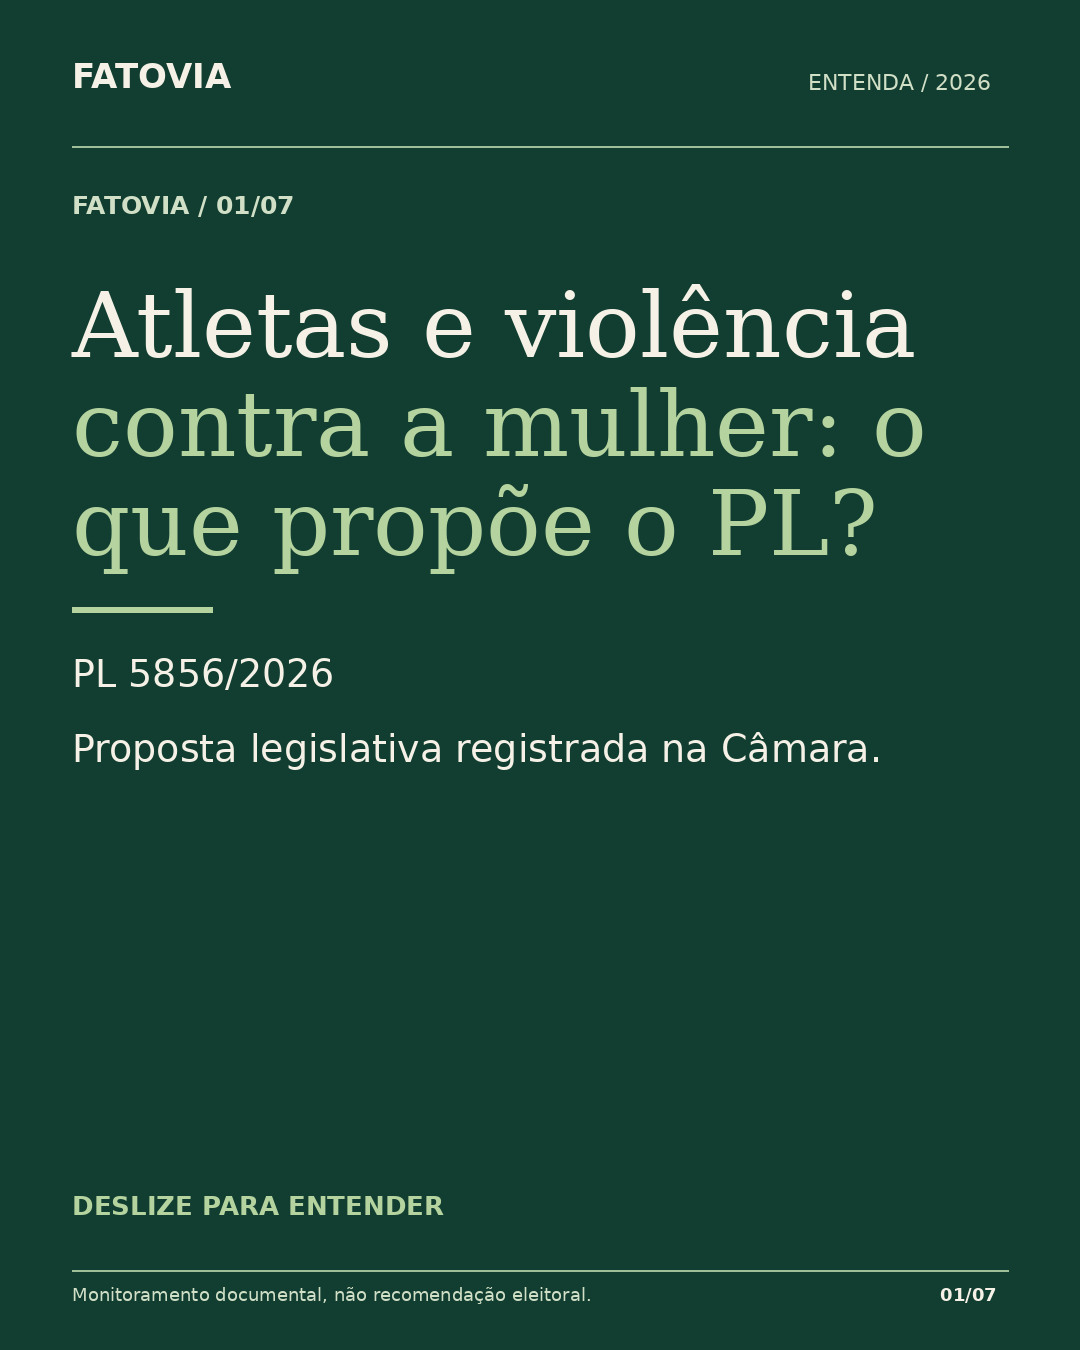 FATOVIA
ENTENDA / 2026
FATOVIA / 01/07
Atletas e violência
contra a mulher: o
que propõe o PL?
PL 5856/2026
Proposta legislativa registrada na Câmara.
DESLIZE PARA ENTENDER
Monitoramento documental, não recomendação eleitoral.
01/07